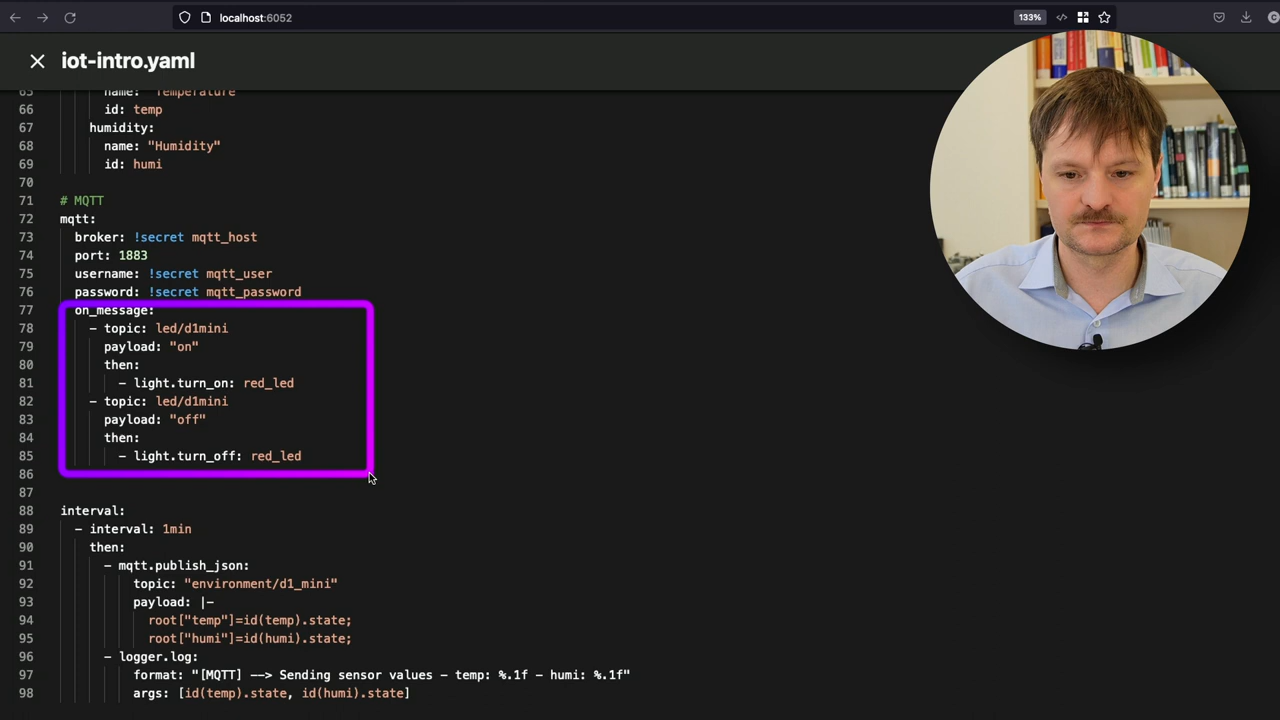 localhost:6052
133%
iot-intro.yaml
65 name: "Temperature"
66 id: temp
67 humidity:
68 name: "Humidity"
69 id: humi
70
71 # MQTT
72 mqtt:
73 broker: !secret mqtt_host
74 port: 1883
75 username: !secret mqtt_user
76 password: !secret mqtt_password
77 on_message:
78 - topic: led/d1mini
79 payload: "on"
80 then:
81 - light.turn_on: red_led
82 - topic: led/d1mini
83 payload: "off"
84 then:
85 - light.turn_off: red_led
86
87
88 interval:
89 - interval: 1min
90 then:
91 - mqtt.publish_json:
92 topic: "environment/d1_mini"
93 payload: |-
94 root["temp"]=id(temp).state;
95 root["humi"]=id(humi).state;
96 - logger.log:
97 format: "[MQTT] --> Sending sensor values - temp: %.1f - humi: %.1f"
98 args: [id(temp).state, id(humi).state]